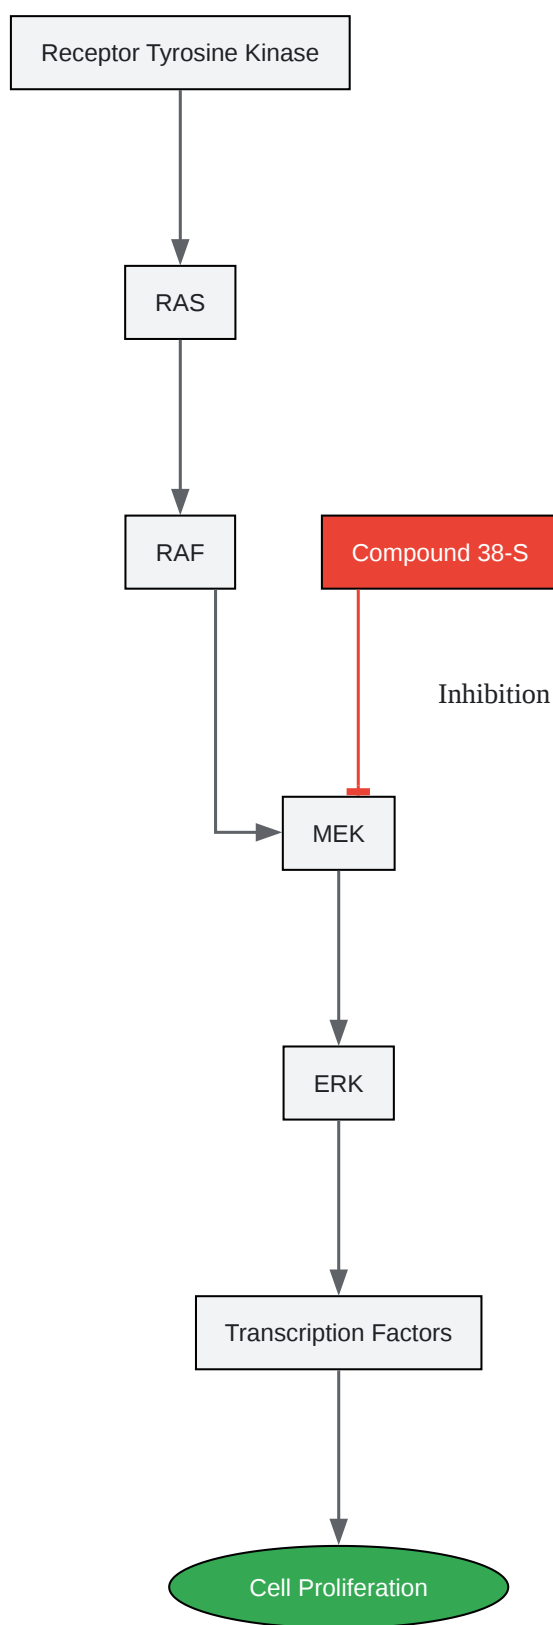 Receptor Tyrosine Kinase
RAS
RAF
Compound 38-S
Inhibition
MEK
ERK
Transcription Factors
Cell Proliferation